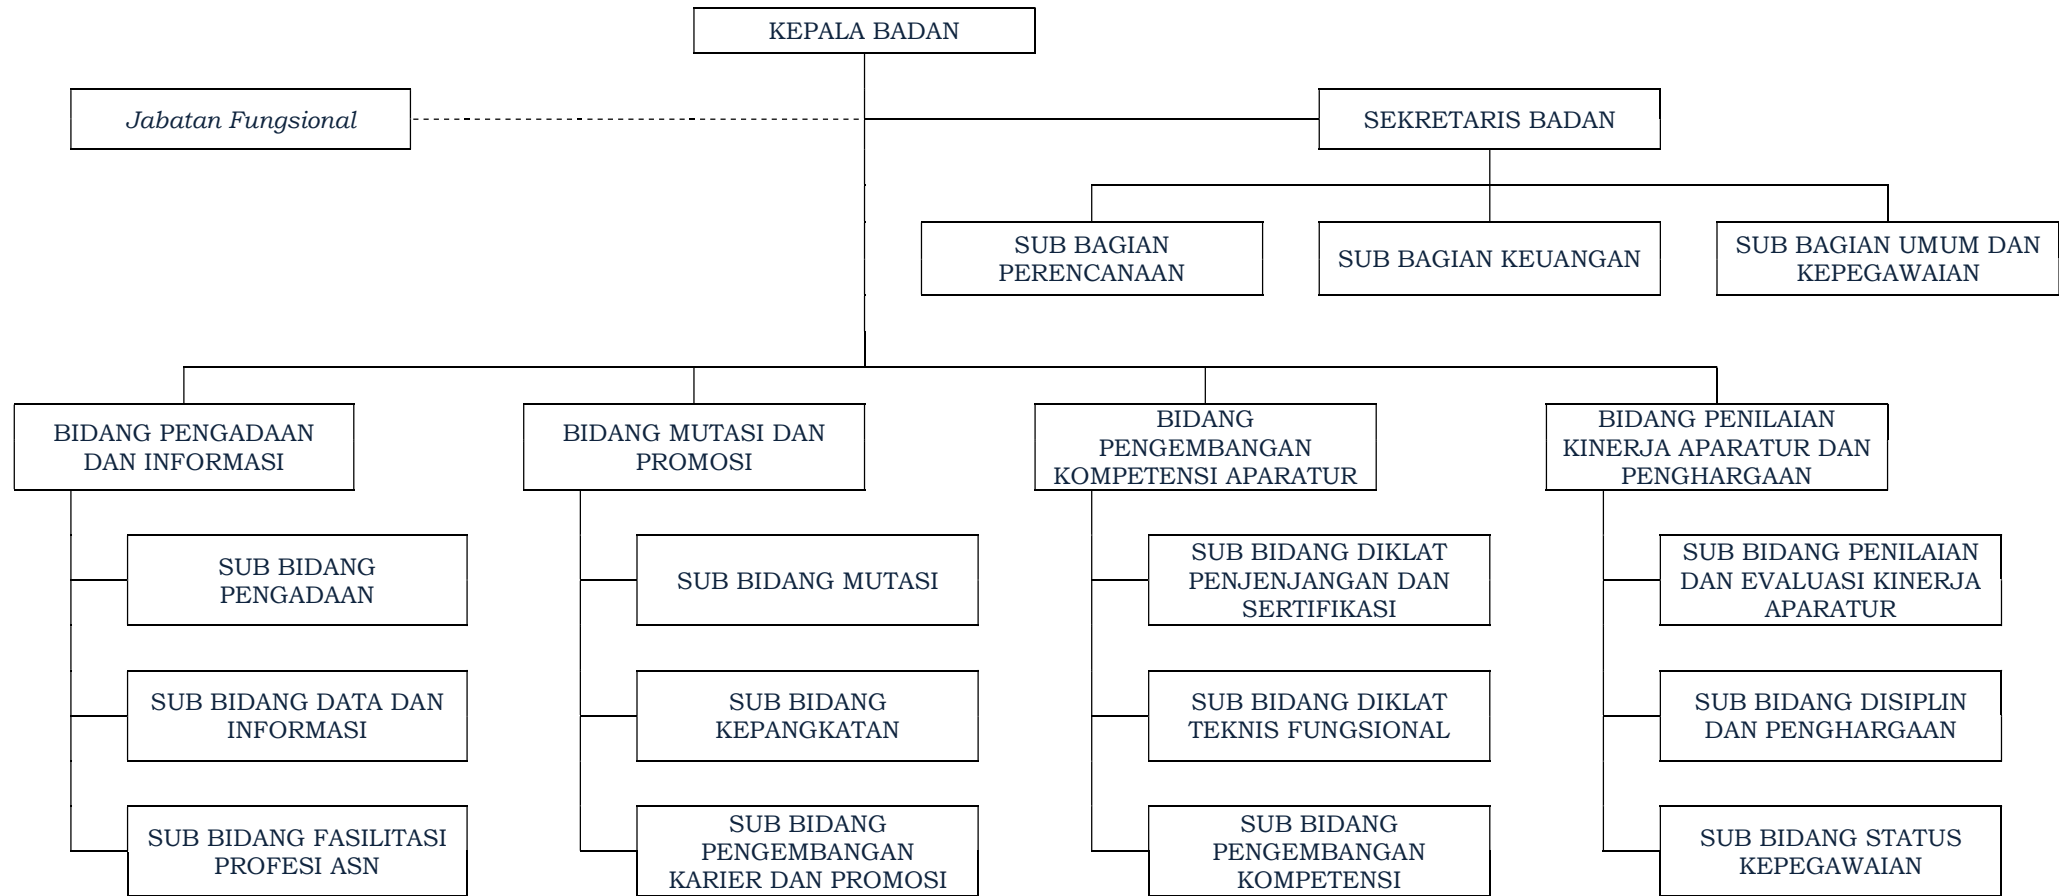 KEPALA BADAN
Jabatan Fungsional
SEKRETARIS BADAN
SUB BAGIAN
PERENCANAAN
SUB BAGIAN KEUANGAN
SUB BAGIAN UMUM DAN
KEPEGAWAIAN
BIDANG PENGADAAN
DAN INFORMASI
BIDANG MUTASI DAN
PROMOSI
BIDANG
PENGEMBANGAN
KOMPETENSI APARATUR
BIDANG PENILAIAN
KINERJA APARATUR DAN
PENGHARGAAN
SUB BIDANG
PENGADAAN
SUB BIDANG MUTASI
SUB BIDANG DIKLAT
PENJENJANGAN DAN
SERTIFIKASI
SUB BIDANG PENILAIAN
DAN EVALUASI KINERJA
APARATUR
SUB BIDANG DATA DAN
INFORMASI
SUB BIDANG
KEPANGKATAN
SUB BIDANG DIKLAT
TEKNIS FUNGSIONAL
SUB BIDANG DISIPLIN
DAN PENGHARGAAN
SUB BIDANG FASILITASI
PROFESI ASN
SUB BIDANG
PENGEMBANGAN
KARIER DAN PROMOSI
SUB BIDANG
PENGEMBANGAN
KOMPETENSI
SUB BIDANG STATUS
KEPEGAWAIAN